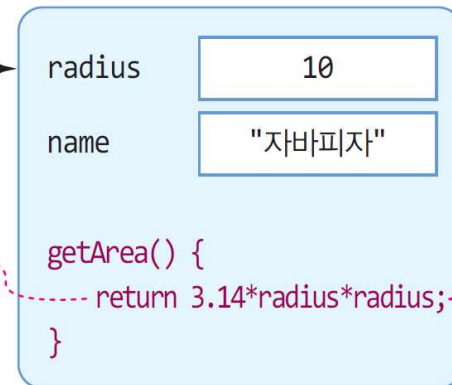 radius 10
name "자바피자"
getArea() {
return 3.14*radius*radius;
}